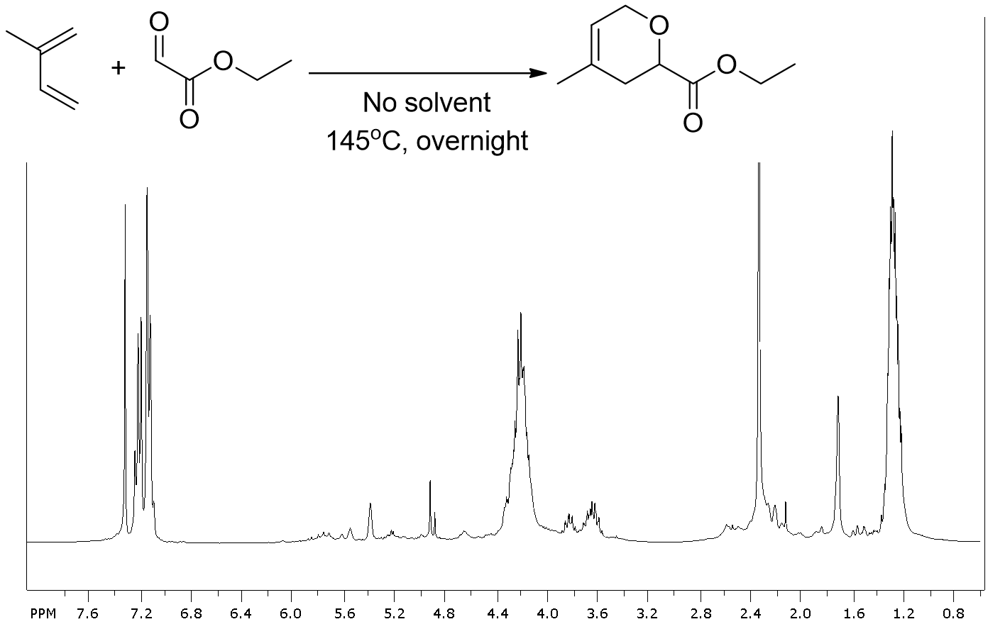 O
O
+
O
O
No solvent
145°C, overnight
O
O
O
PPM 7.6 7.2 6.8 6.4 6.0 5.6 5.2 4.8 4.4 4.0 3.6 3.2 2.8 2.4 2.0 1.6 1.2 0.8